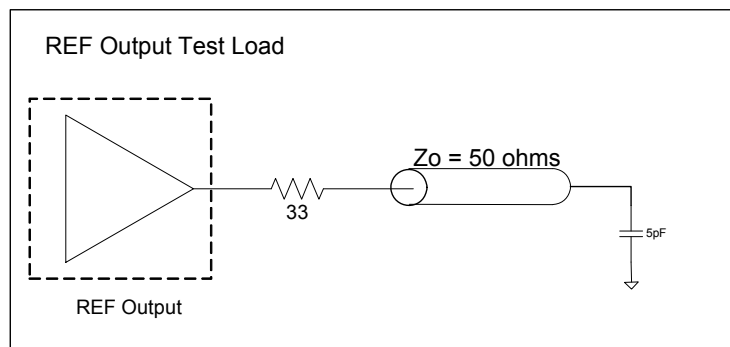 REF Output Test Load
Zo = 50 ohms
33
5pF
REF Output